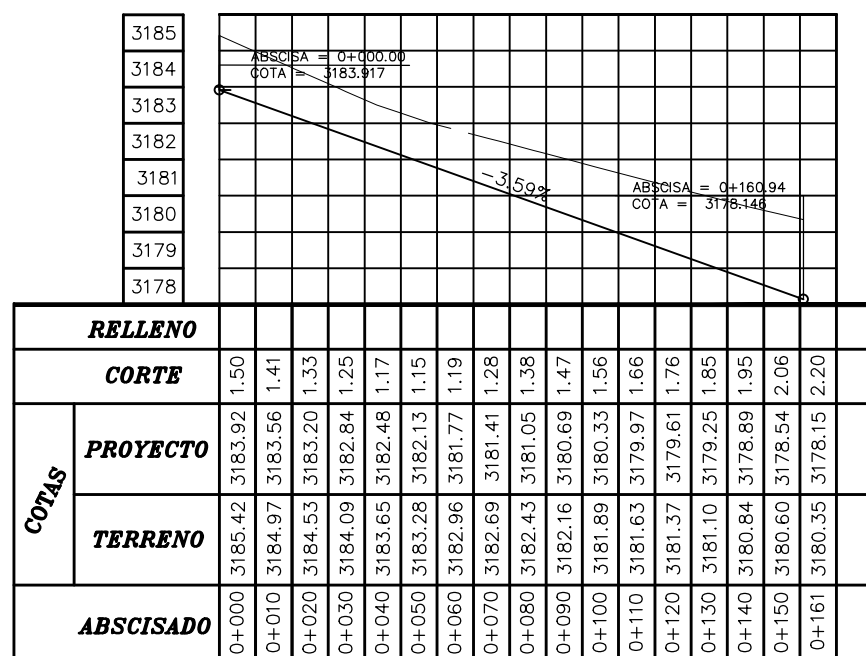 3185
3184
3183
3182
3181
3180
3179
3178
ABSCISA = 0+000.00
COTA = 3183.917
-3.59%
ABSCISA = 0+160.94
COTA = 3178.146
RELLENO
CORTE 1.50 1.41 1.33 1.25 1.17 1.15 1.19 1.28 1.38 1.47 1.56 1.66 1.76 1.85 1.95 2.06 2.20
COTAS
PROYECTO 3183.92 3183.56 3183.20 3182.84 3182.48 3182.13 3181.77 3181.41 3181.05 3180.69 3180.33 3179.97 3179.61 3179.25 3178.89 3178.54 3178.15
TERRENO 3185.42 3184.97 3184.53 3184.09 3183.65 3183.28 3182.96 3182.69 3182.43 3182.16 3181.89 3181.63 3181.37 3181.10 3180.84 3180.60 3180.35
ABSCISADO 0+000 0+010 0+020 0+030 0+040 0+050 0+060 0+070 0+080 0+090 0+100 0+110 0+120 0+130 0+140 0+150 0+161